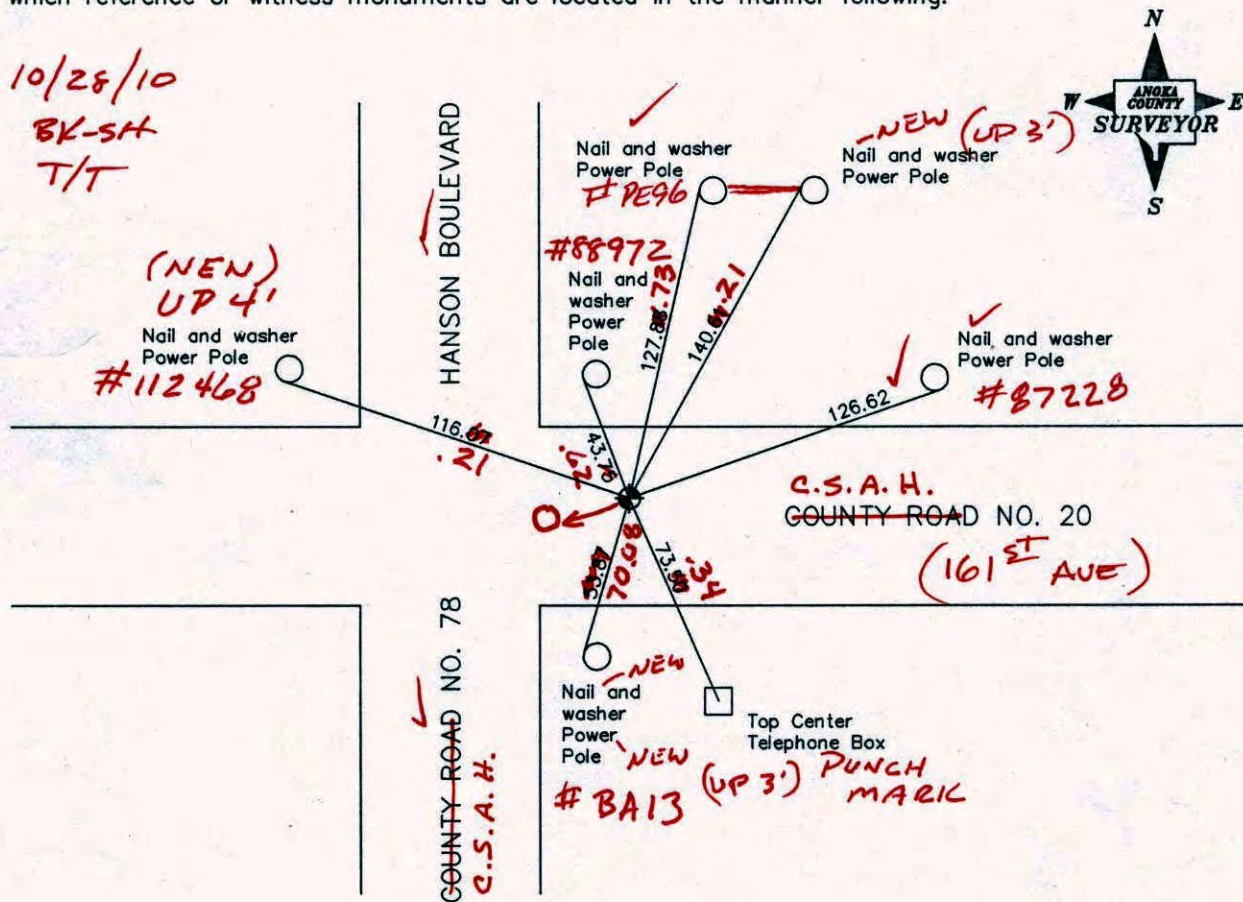 which reference or witness monuments are located in the manner following:
10/28/10
BK-SH
T/T
N
W
ANOKA
COUNTY
E
SURVEYOR
S
HANSON BOULEVARD
Nail and washer
Power Pole
# PE96
NEW (UP 3')
Nail and washer
Power Pole
(NEW)
UP 4'
Nail and washer
Power Pole
#112468
#88972
Nail and
washer
Power
Pole
127.
.73
140.
.21
Nail and washer
Power Pole
#87228
126.62
116.
.21
43.76
.62
C.S.A.H.
COUNTY ROAD NO. 20
(161ST AVE)
70.08
73.
.34
COUNTY ROAD NO. 78
C.S.A.H.
NEW
Nail and
washer
Power
Pole
NEW
# BA13
(UP 3')
Top Center
Telephone Box
PUNCH
MARK